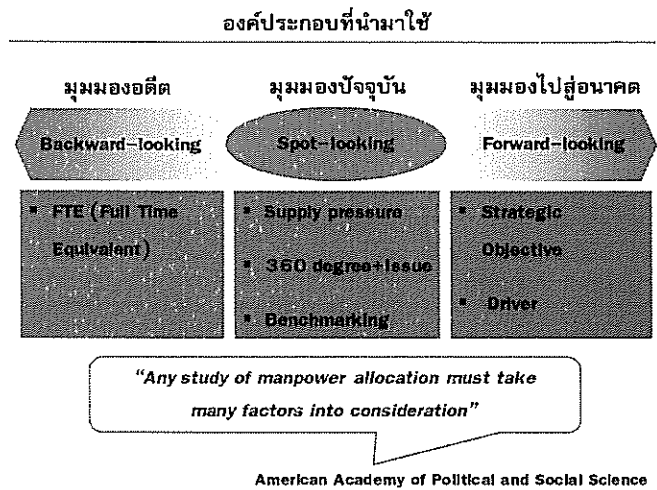 องค์ประกอบที่นำมาใช้
มุมมองอดีต
มุมมองปัจจุบัน
มุมมองไปสู่อนาคต
Backward-looking
Spot-looking
Forward-looking
▪ FTE (Full Time
Equivalent)
▪ Supply pressure
▪ 360 degree+issue
▪ Benchmarking
▪ Strategic
Objective
▪ Driver
"Any study of manpower allocation must take
many factors into consideration"
American Academy of Political and Social Science